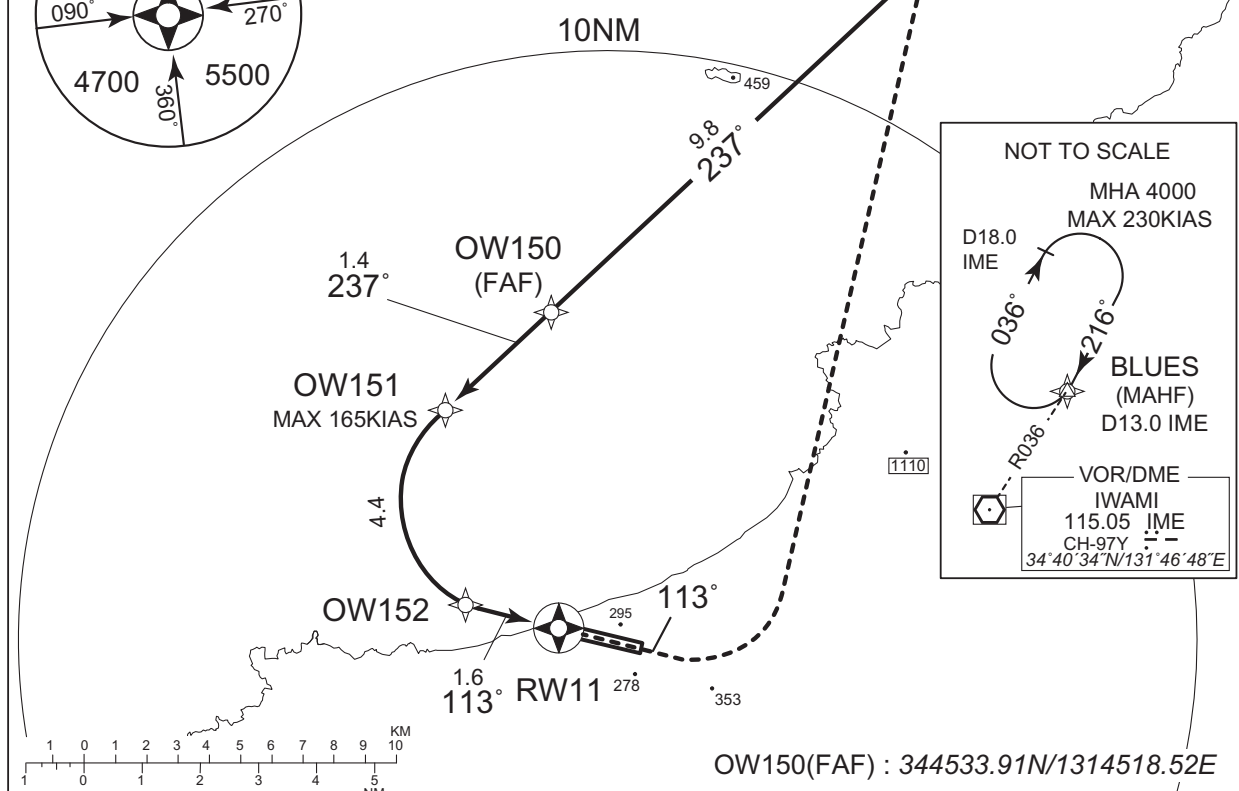 090°
270°
4700
5500
360°
10NM
459
9.8
237°
OW150
(FAF)
1.4
237°
OW151
MAX 165KIAS
4.4
OW152
1.6
113°
RW11
295
113°
278
353
1110
NOT TO SCALE
MHA 4000
MAX 230KIAS
D18.0
IME
036°
216°
BLUES
(MAHF)
D13.0 IME
R036
VOR/DME
IWAMI
115.05 IME
CH-97Y
34°40´34˝N/131°46´48˝E
KM
1 0 1 2 3 4 5 6 7 8 9 10
1 0 1 2 3 4 5
NM
OW150(FAF) : 344533.91N/1314518.52E